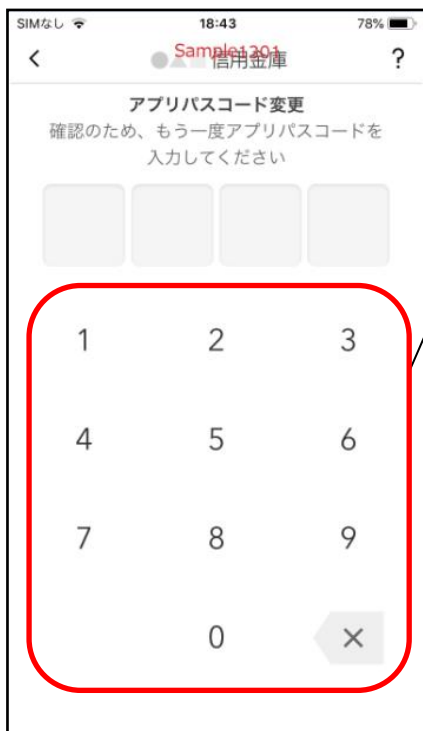 SIMなし 18:43 78%
< ●▲■信用金庫 ?
Sample1201
アプリパスコード変更
確認のため、もう一度アプリパスコードを
入力してください
1 2 3
4 5 6
7 8 9
0 ×